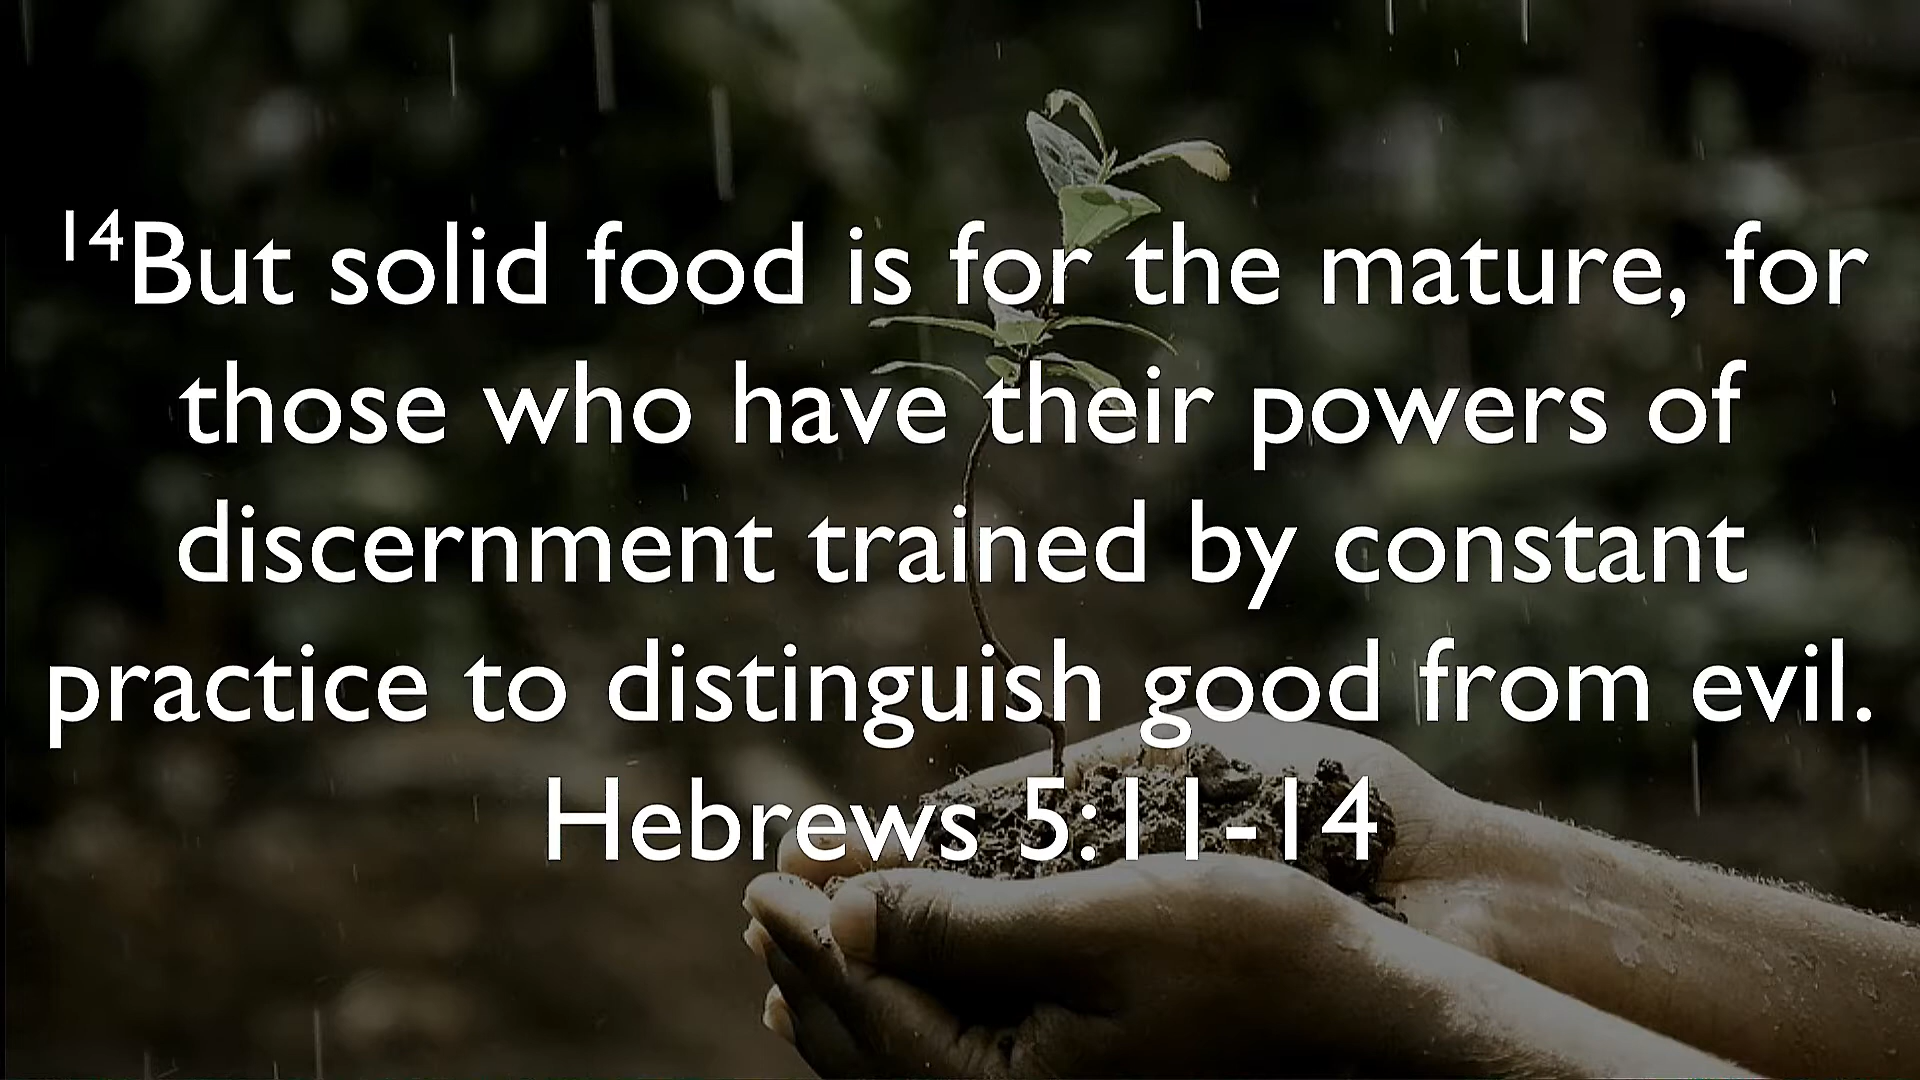 ¹⁴But solid food is for the mature, for
those who have their powers of
discernment trained by constant
practice to distinguish good from evil.
Hebrews 5:11-14